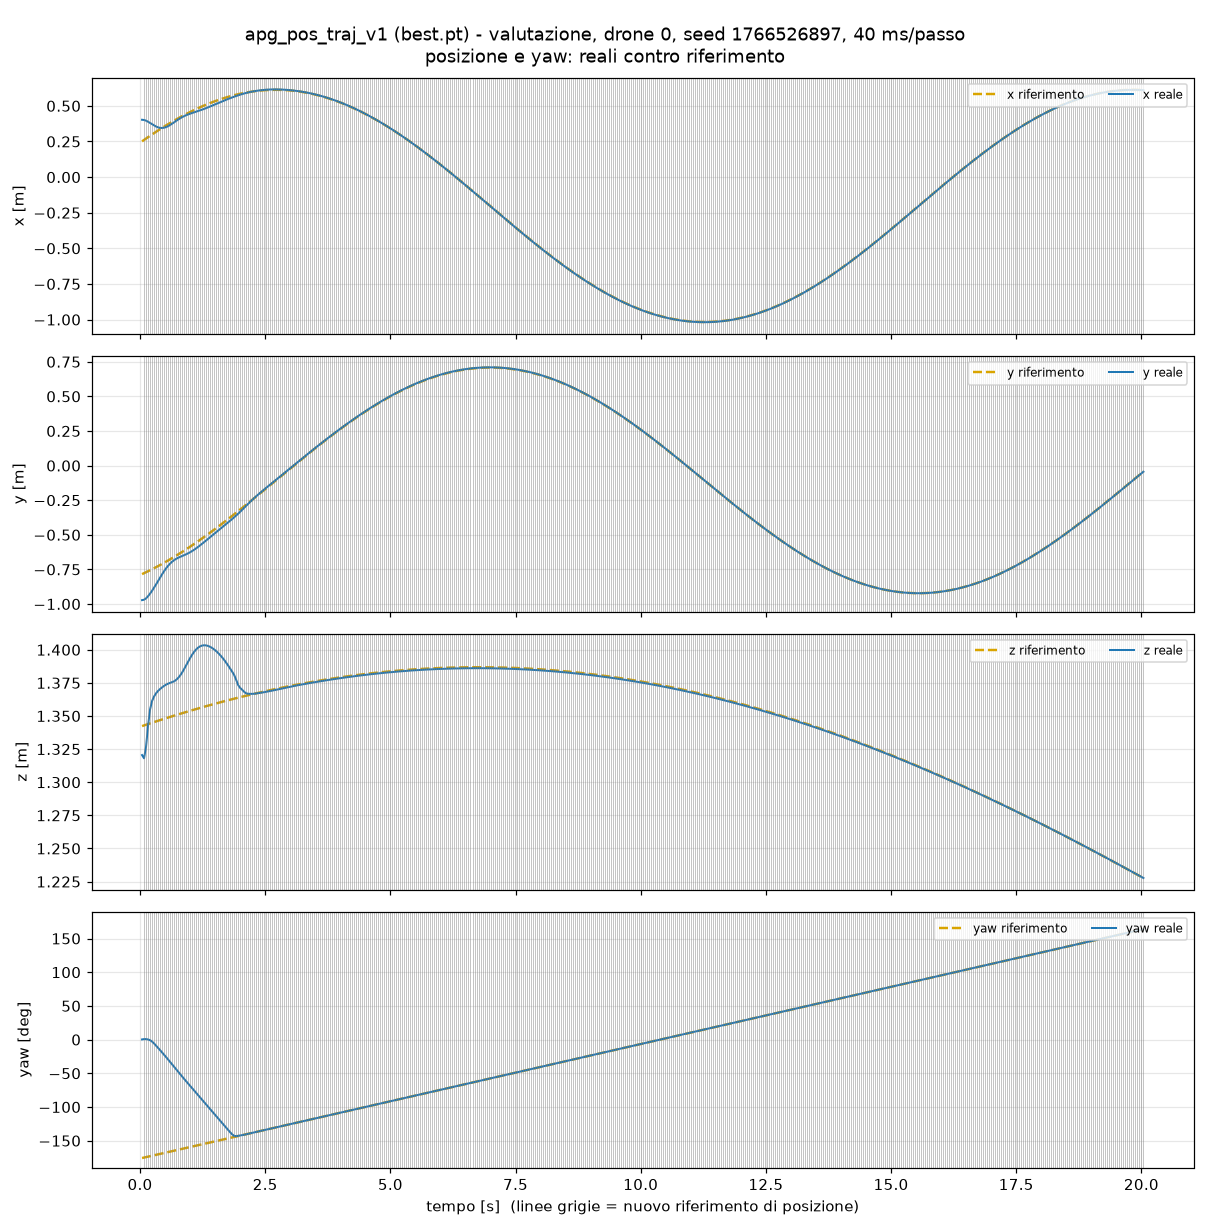 apg_pos_traj_v1 (best.pt) - valutazione, drone 0, seed 1766526897, 40 ms/passo
posizione e yaw: reali contro riferimento
x riferimento x reale
0.50
0.25
0.00
−0.25
−0.50
−0.75
−1.00
x [m]
y riferimento y reale
0.75
0.50
0.25
0.00
−0.25
−0.50
−0.75
−1.00
y [m]
z riferimento z reale
1.400
1.375
1.350
1.325
1.300
1.275
1.250
1.225
z [m]
yaw riferimento yaw reale
150
100
50
0
−50
−100
−150
yaw [deg]
0.0 2.5 5.0 7.5 10.0 12.5 15.0 17.5 20.0
tempo [s] (linee grigie = nuovo riferimento di posizione)